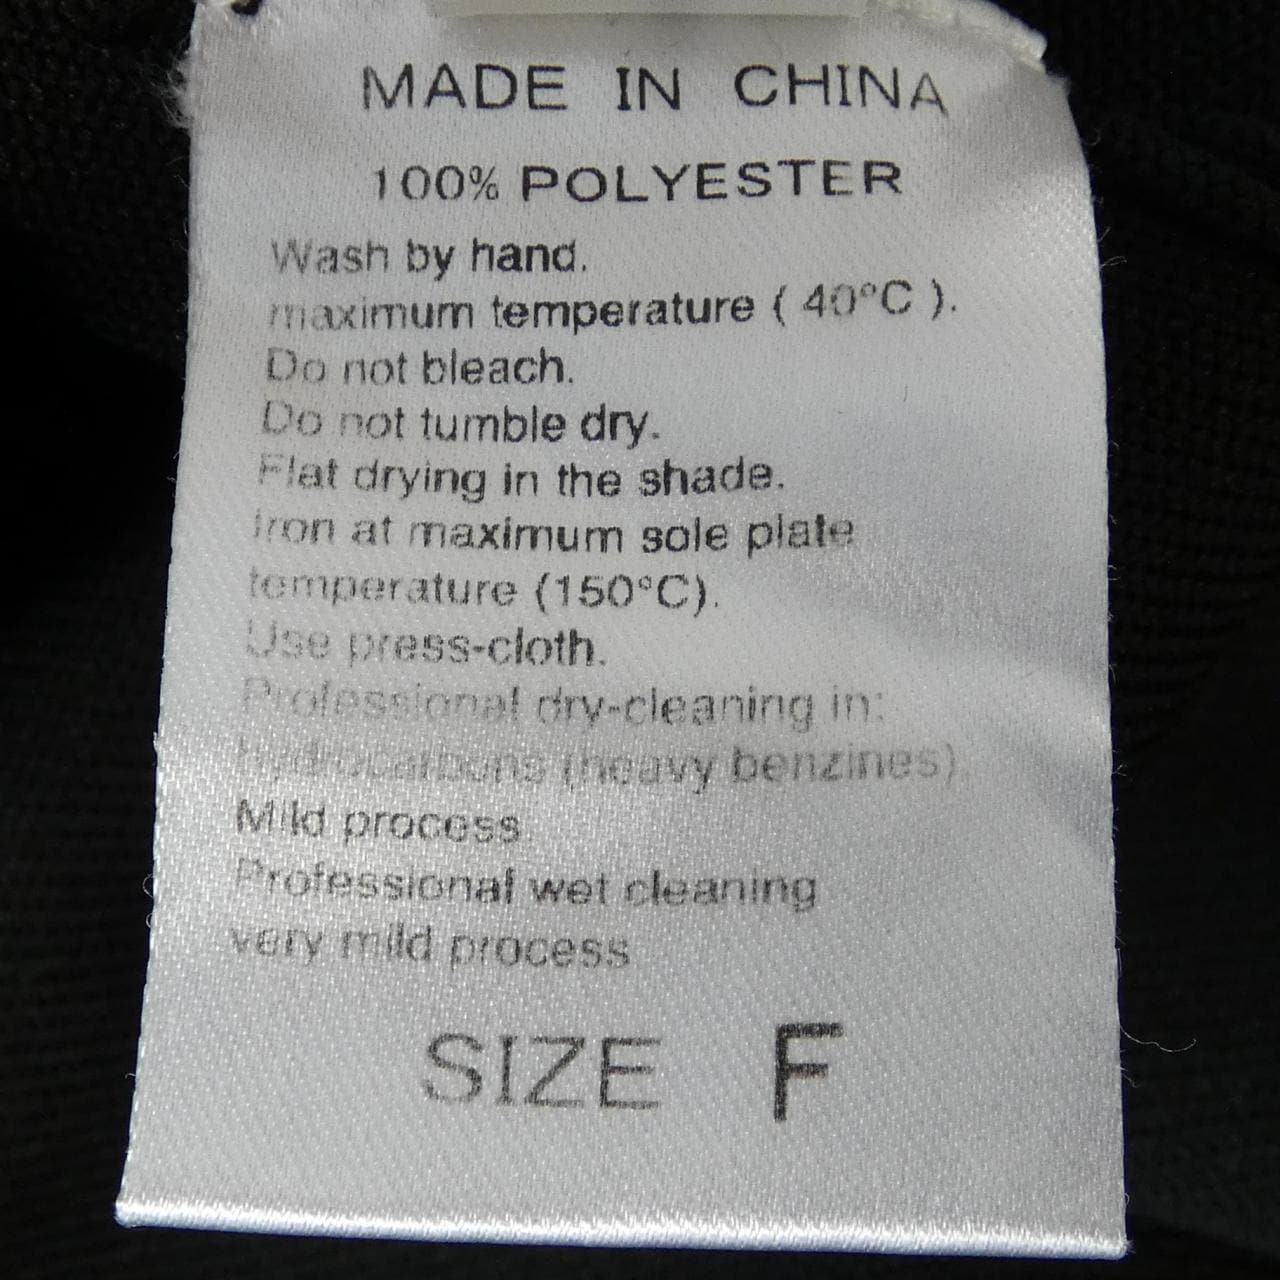 MADE IN CHINA
100% POLYESTER
Wash by hand.
maximum temperature ( 40°C ).
Do not bleach.
Do not tumble dry.
Flat drying in the shade.
Iron at maximum sole plate
temperature (150°C).
Use press-cloth.
Professional dry-cleaning in:
hydrocarbons (heavy benzines).
Mild process.
Professional wet cleaning
very mild process
SIZE F